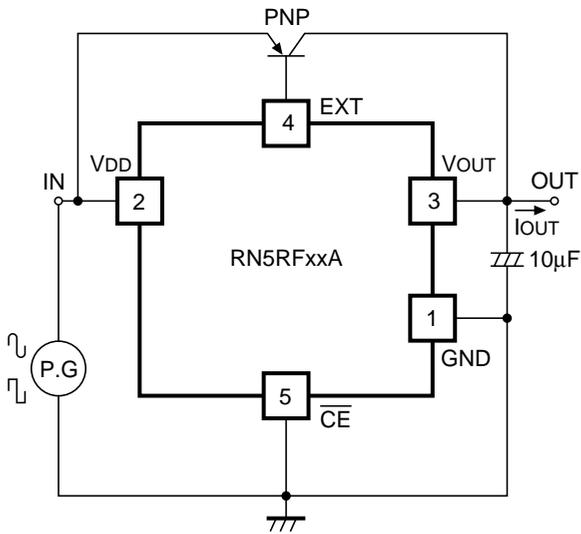 PNP
EXT
4
VDD
VOUT
IN
2
3
OUT
IOUT
RN5RFxxA
10μF
1
GND
P.G
5
CE